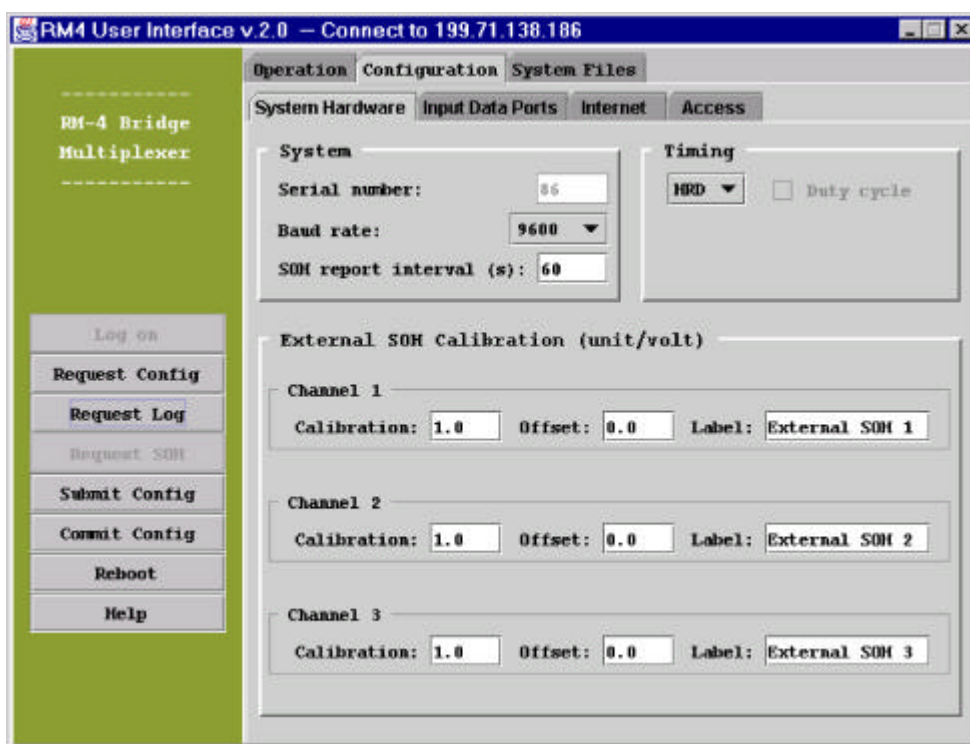 RM4 User Interface v.2.0 – Connect to 199.71.138.186
Operation Configuration System Files
System Hardware Input Data Ports Internet Access
-----------
RM-4 Bridge
Multiplexer
-----------
Log on
Request Config
Request Log
Request SOH
Submit Config
Commit Config
Reboot
Help
System
Serial number: 86
Baud rate: 9600
SOH report interval (s): 60
Timing
HRD Duty cycle
External SOH Calibration (unit/volt)
Channel 1
Calibration: 1.0 Offset: 0.0 Label: External SOH 1
Channel 2
Calibration: 1.0 Offset: 0.0 Label: External SOH 2
Channel 3
Calibration: 1.0 Offset: 0.0 Label: External SOH 3